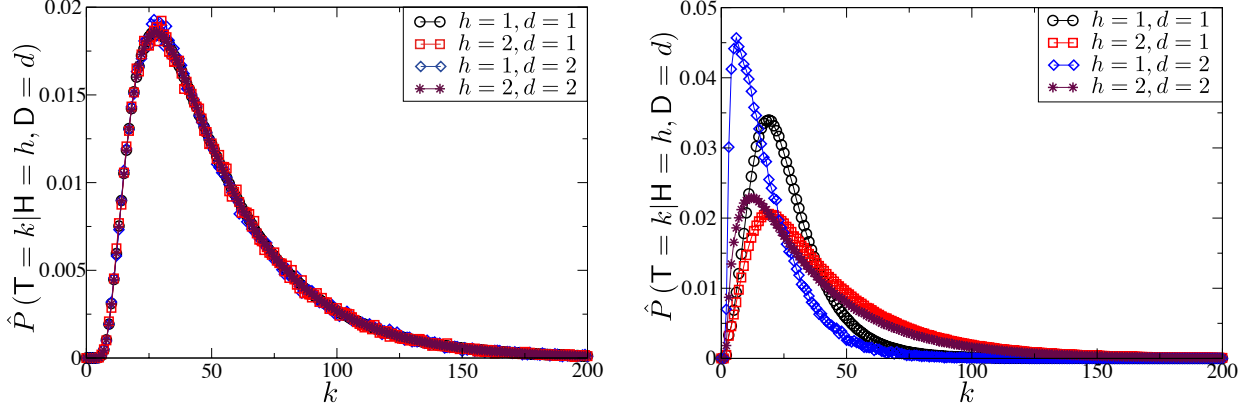 0.02
0.015
0.01
0.005
0
0 50 100 150 200
k
P̂ (T = k|H = h, D = d)
h = 1, d = 1
h = 2, d = 1
h = 1, d = 2
h = 2, d = 2
0.05
0.04
0.03
0.02
0.01
0
0 50 100 150 200
k
P̂ (T = k|H = h, D = d)
h = 1, d = 1
h = 2, d = 1
h = 1, d = 2
h = 2, d = 2